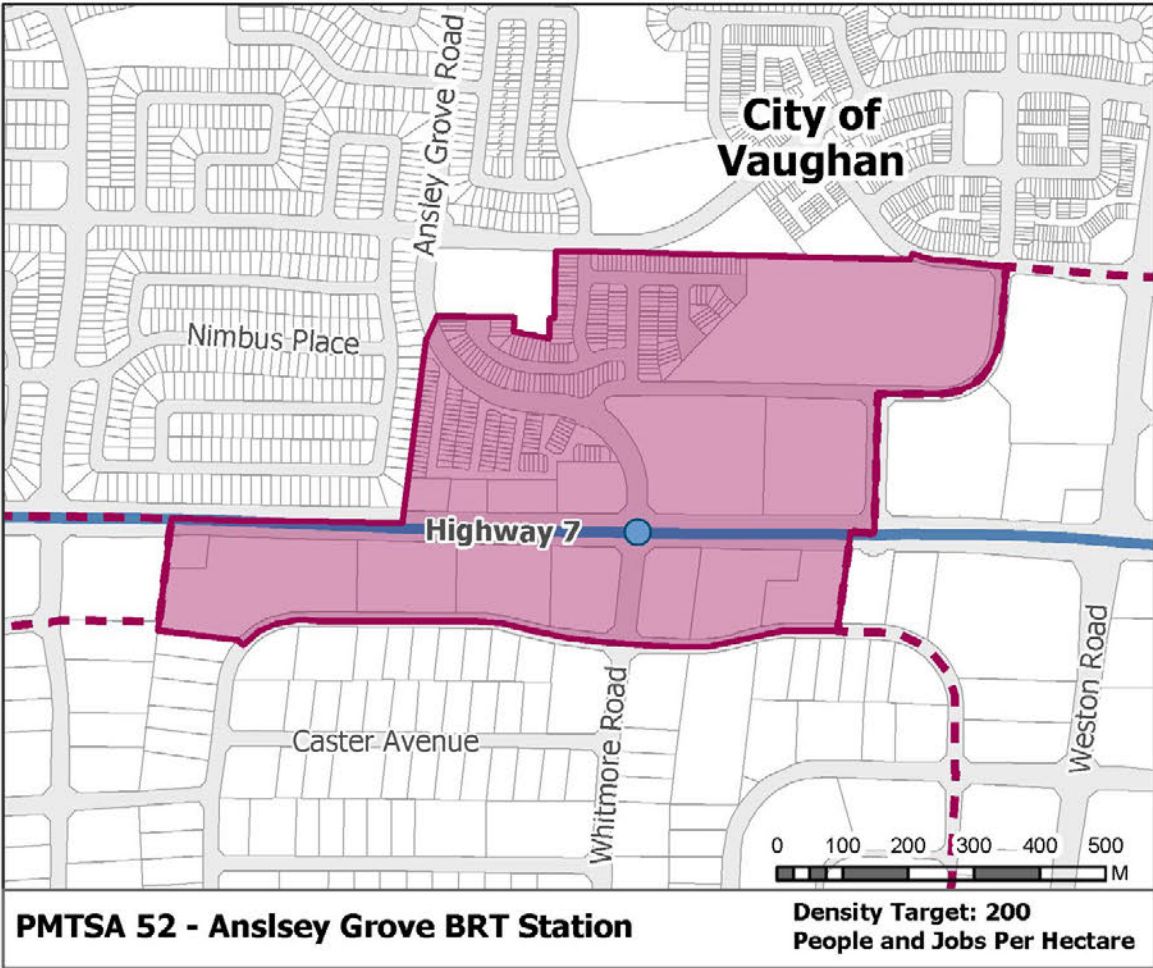 Ansley Grove Road
City of
Vaughan
Nimbus Place
Highway 7
Weston Road
Whitmore Road
Caster Avenue
0 100 200 300 400 500
M
PMTSA 52 - Anslsey Grove BRT Station
Density Target: 200
People and Jobs Per Hectare